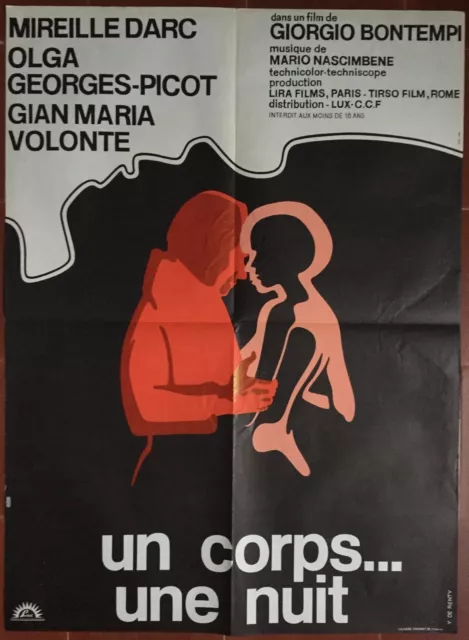 MIREILLE DARC
OLGA
GEORGES-PICOT
GIAN MARIA
VOLONTE
dans un film de
GIORGIO BONTEMPI
musique de
MARIO NASCIMBENE
technicolor-techniscope
production
LIRA FILMS, PARIS - TIRSO FILM, ROME
distribution - LUX-C.C.F
INTERDIT AUX MOINS DE 18 ANS
un corps...
une nuit
Y DE RENTY